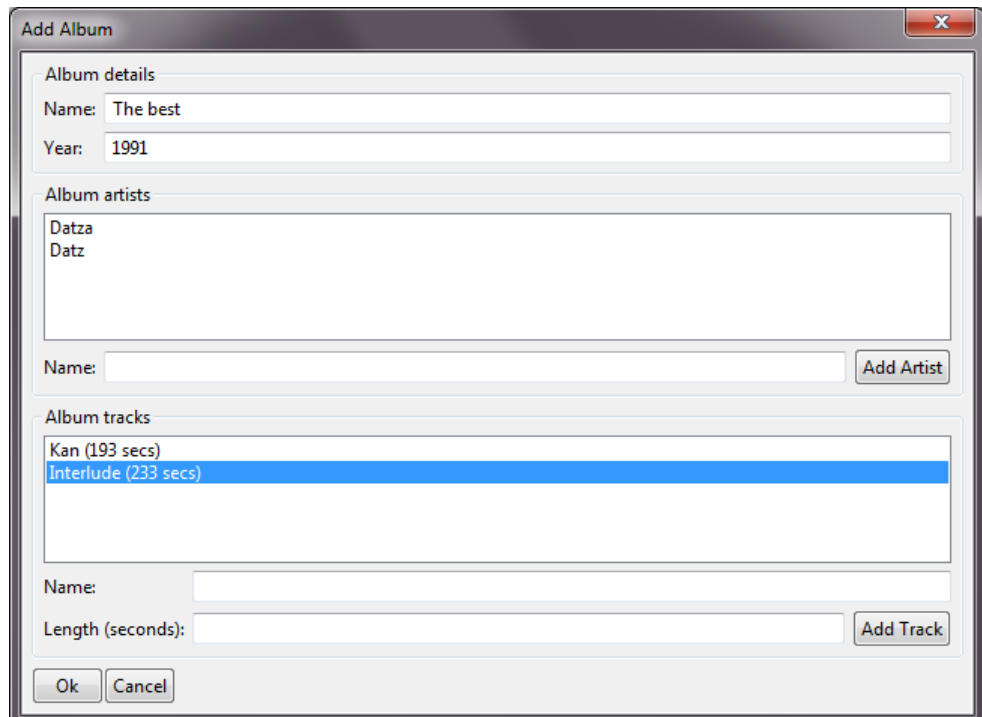 Add Album
Album details
Name: The best
Year: 1991
Album artists
Datza
Datz
Name: Add Artist
Album tracks
Kan (193 secs)
Interlude (233 secs)
Name:
Length (seconds): Add Track
Ok Cancel